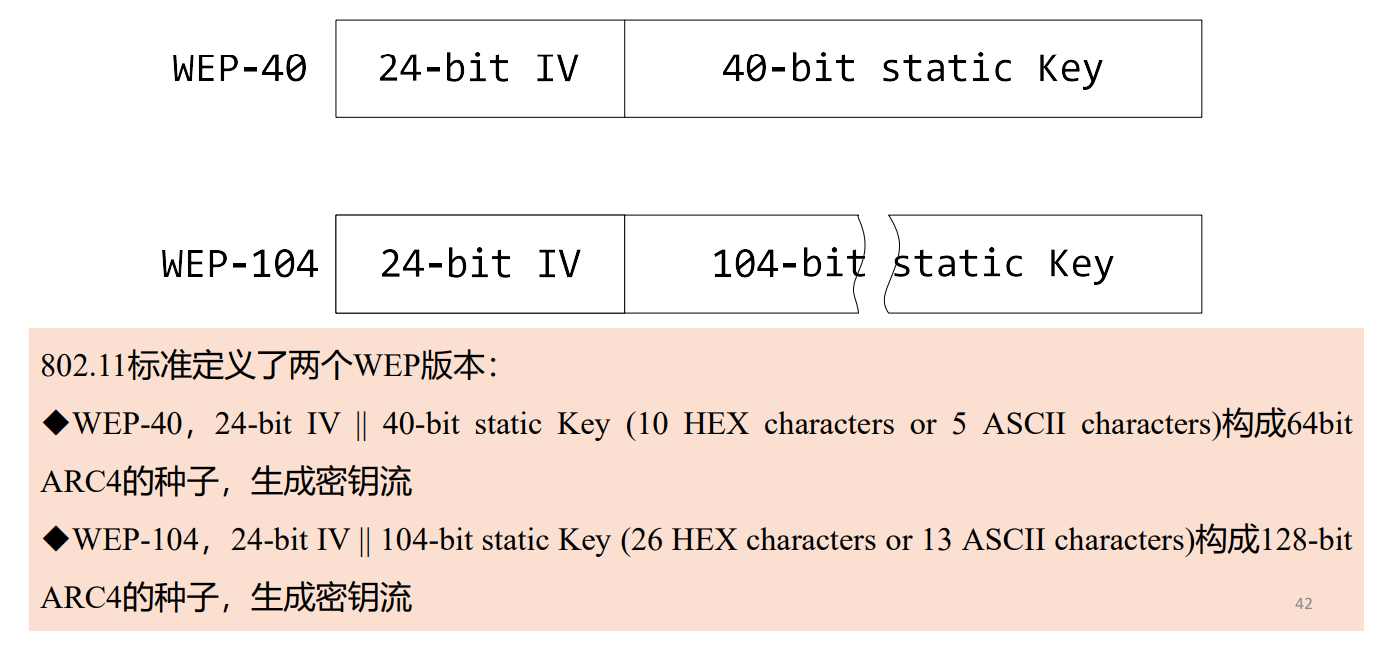 WEP-40 24-bit IV 40-bit static Key
WEP-104 24-bit IV 104-bit static Key
802.11标准定义了两个WEP版本：
◆WEP-40，24-bit IV || 40-bit static Key (10 HEX characters or 5 ASCII characters)构成64bit
ARC4的种子，生成密钥流
◆WEP-104，24-bit IV || 104-bit static Key (26 HEX characters or 13 ASCII characters)构成128-bit
ARC4的种子，生成密钥流
42